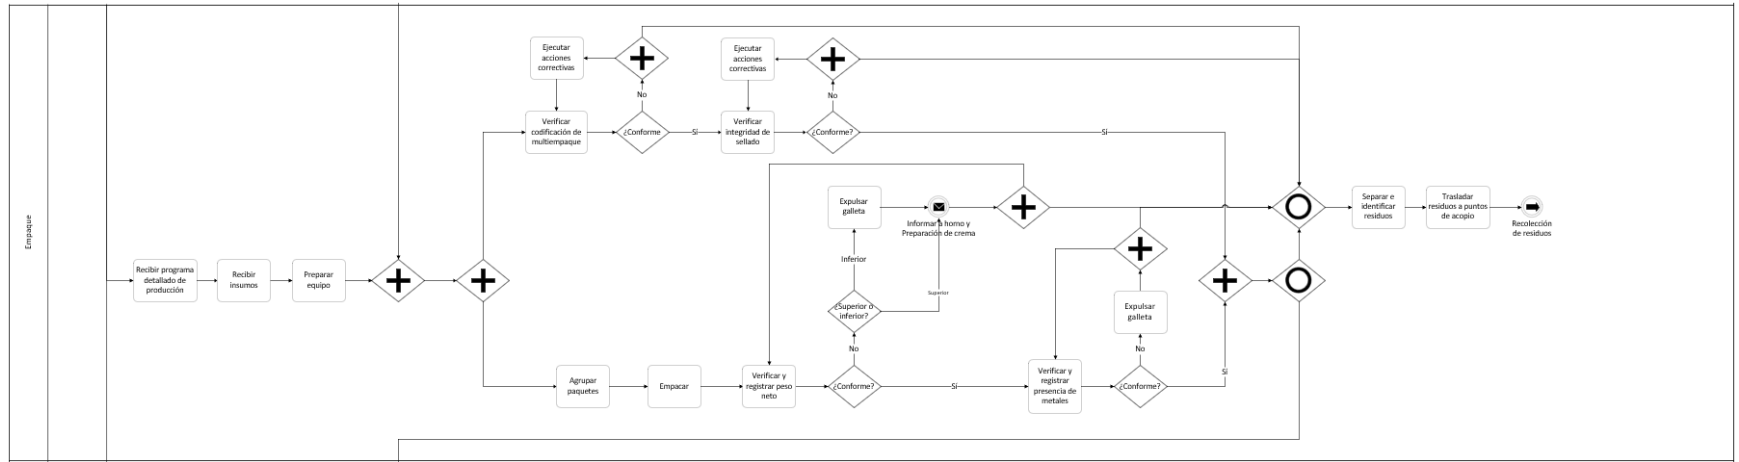 Empaque
Ejecutar
acciones
correctivas
Ejecutar
acciones
correctivas
No
No
Verificar
codificación de
multiempaque
¿Conforme
Sí
Verificar
integridad de
sellado
¿Conforme?
Sí
Expulsar
galleta
Informar a horno y
Preparación de crema
Separar e
identificar
residuos
Trasladar
residuos a puntos
de acopio
Recolección
de residuos
Recibir programa
detallado de
producción
Recibir
insumos
Preparar
equipo
Inferior
Superior
¿Superior o
inferior?
Expulsar
galleta
No
No
Agrupar
paquetes
Empacar
Verificar y
registrar peso
neto
¿Conforme?
Sí
Verificar y
registrar
presencia de
metales
¿Conforme?
Sí